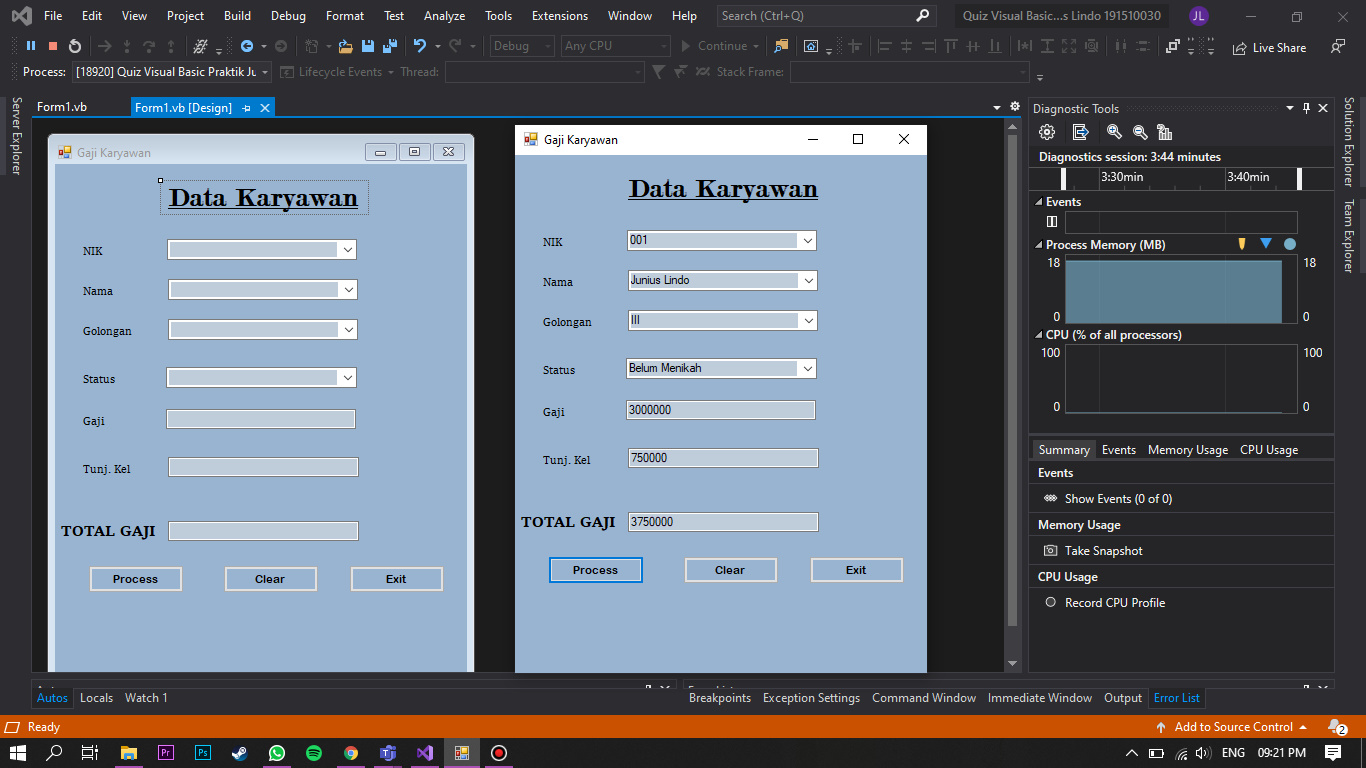 File Edit View Project Build Debug Format Test Analyze Tools Extensions Window Help Search (Ctrl+Q) Quiz Visual Basic...s Lindo 191510030 JL
Debug Any CPU Continue Live Share
Process: [18920] Quiz Visual Basic Praktik Ju Lifecycle Events Thread: Stack Frame:
Server Explorer
Form1.vb Form1.vb [Design]
Gaji Karyawan
Data Karyawan
NIK
Nama
Golongan
Status
Gaji
Tunj. Kel
TOTAL GAJI
Process Clear Exit
Gaji Karyawan
Data Karyawan
NIK 001
Nama Junius Lindo
Golongan III
Status Belum Menikah
Gaji 3000000
Tunj. Kel 750000
TOTAL GAJI 3750000
Process Clear Exit
Diagnostic Tools
Diagnostics session: 3:44 minutes
3:30min 3:40min
Events
Process Memory (MB)
18 18
0 0
CPU (% of all processors)
100 100
0 0
Summary Events Memory Usage CPU Usage
Events
Show Events (0 of 0)
Memory Usage
Take Snapshot
CPU Usage
Record CPU Profile
Solution Explorer
Team Explorer
Autos Locals Watch 1
Breakpoints Exception Settings Command Window Immediate Window Output Error List
Ready Add to Source Control 2
Pr Ps ENG 09:21 PM